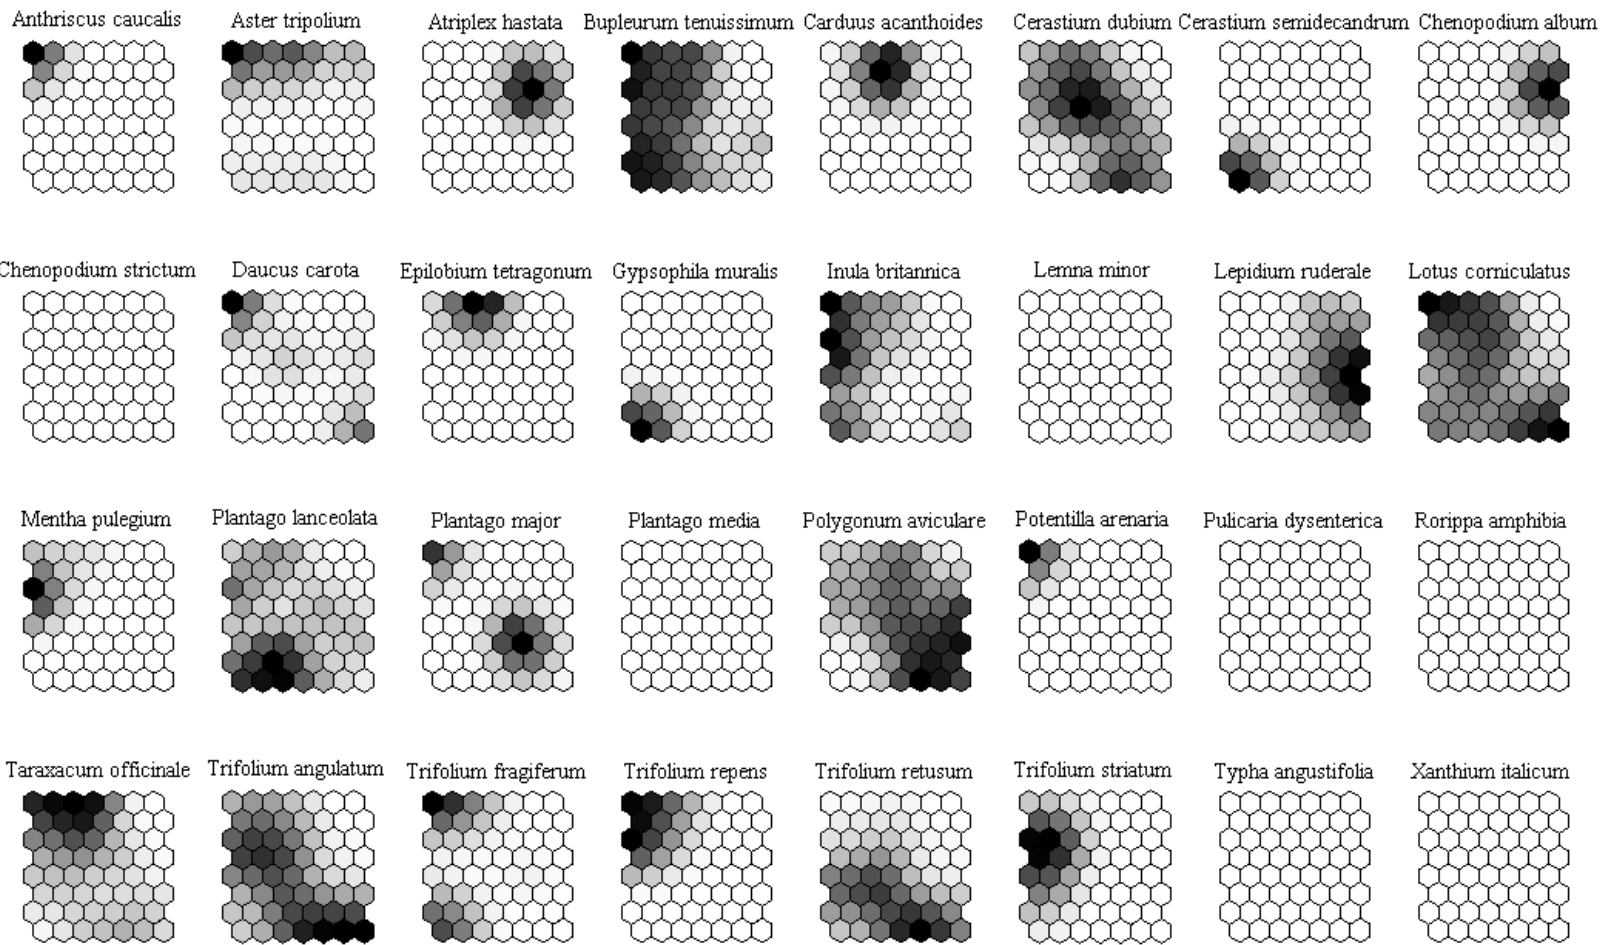 Anthriscus caucalis Aster tripolium Atriplex hastata Bupleurum tenuissimum Carduus acanthoides Cerastium dubium Cerastium semidecandrum Chenopodium album
Chenopodium strictum Daucus carota Epilobium tetragonum Gypsophila muralis Inula britannica Lemna minor Lepidium ruderale Lotus corniculatus
Mentha pulegium Plantago lanceolata Plantago major Plantago media Polygonum aviculare Potentilla arenaria Pulicaria dysenterica Rorippa amphibia
Taraxacum officinale Trifolium angulatum Trifolium fragiferum Trifolium repens Trifolium retusum Trifolium striatum Typha angustifolia Xanthium italicum